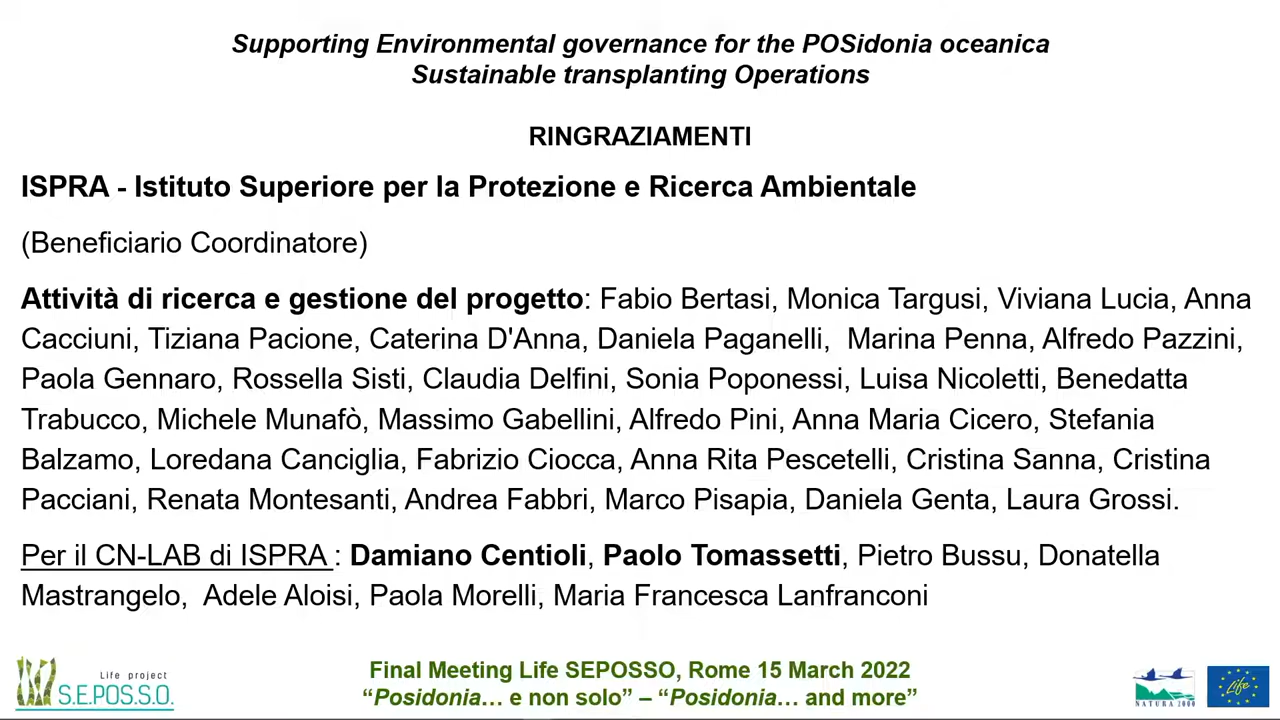 Supporting Environmental governance for the POSidonia oceanica
Sustainable transplanting Operations
RINGRAZIAMENTI
ISPRA - Istituto Superiore per la Protezione e Ricerca Ambientale
(Beneficiario Coordinatore)
Attività di ricerca e gestione del progetto: Fabio Bertasi, Monica Targusi, Viviana Lucia, Anna
Cacciuni, Tiziana Pacione, Caterina D'Anna, Daniela Paganelli,  Marina Penna, Alfredo Pazzini,
Paola Gennaro, Rossella Sisti, Claudia Delfini, Sonia Poponessi, Luisa Nicoletti, Benedatta
Trabucco, Michele Munafò, Massimo Gabellini, Alfredo Pini, Anna Maria Cicero, Stefania
Balzamo, Loredana Canciglia, Fabrizio Ciocca, Anna Rita Pescetelli, Cristina Sanna, Cristina
Pacciani, Renata Montesanti, Andrea Fabbri, Marco Pisapia, Daniela Genta, Laura Grossi.
Per il CN-LAB di ISPRA : Damiano Centioli, Paolo Tomassetti, Pietro Bussu, Donatella
Mastrangelo,  Adele Aloisi, Paola Morelli, Maria Francesca Lanfranconi
Life project
S.E.POS.S.O.
Final Meeting Life SEPOSSO, Rome 15 March 2022
“Posidonia… e non solo” – “Posidonia… and more”
NATURA 2000
Life